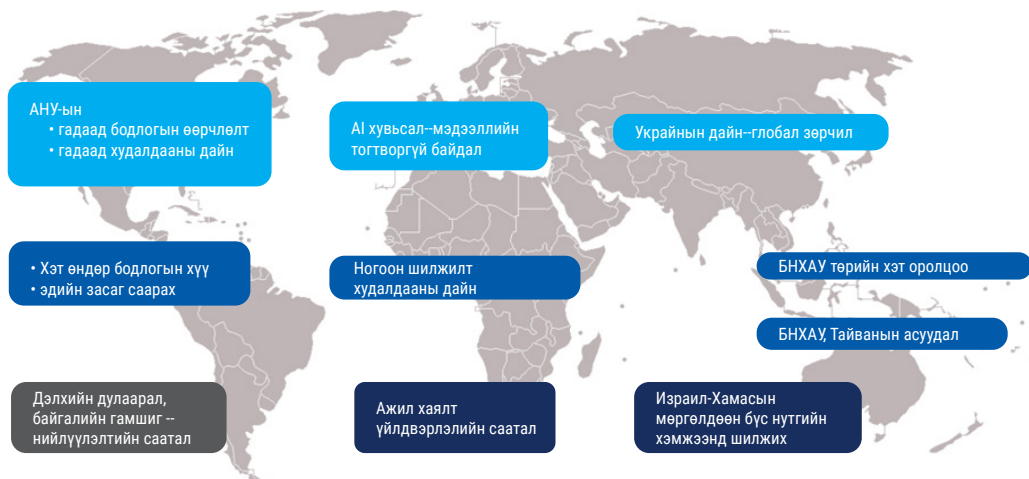 АНУ-ын
• гадаад бодлогын өөрчлөлт
• гадаад худалдааны дайн
AI хувьсал--мэдээллийн
тогтворгүй байдал
Украйнын дайн--глобал зөрчил
• Хэт өндөр бодлогын хүү
• эдийн засаг саарах
Ногоон шилжилт
худалдааны дайн
БНХАУ төрийн хэт оролцоо
БНХАУ, Тайванын асуудал
Дэлхийн дулаарал,
байгалийн гамшиг --
нийлүүлэлтийн саатал
Ажил хаялт
үйлдвэрлэлийн саатал
Израил-Хамасын
мөргөлдөөн бүс нутгийн
хэмжээнд шилжих